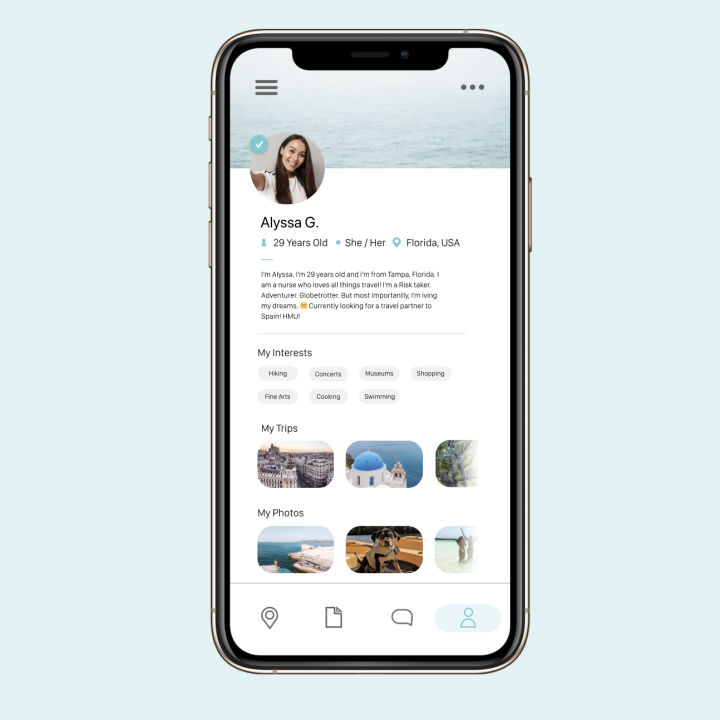 Alyssa G.
29 Years Old She / Her Florida, USA
I'm Alyssa. I'm 29 years old and i'm from Tampa, Florida. I
am a nurse who loves all things travel! I'm a Risk taker.
Adventurer. Globetrotter. But most importantly, I'm iving
my dreams. 🤗 Currently looking for a travel partner to
Spain! HMU!
My Interests
Hiking Concerts Museums Shopping
Fine Arts Cooking Swimming
My Trips
My Photos